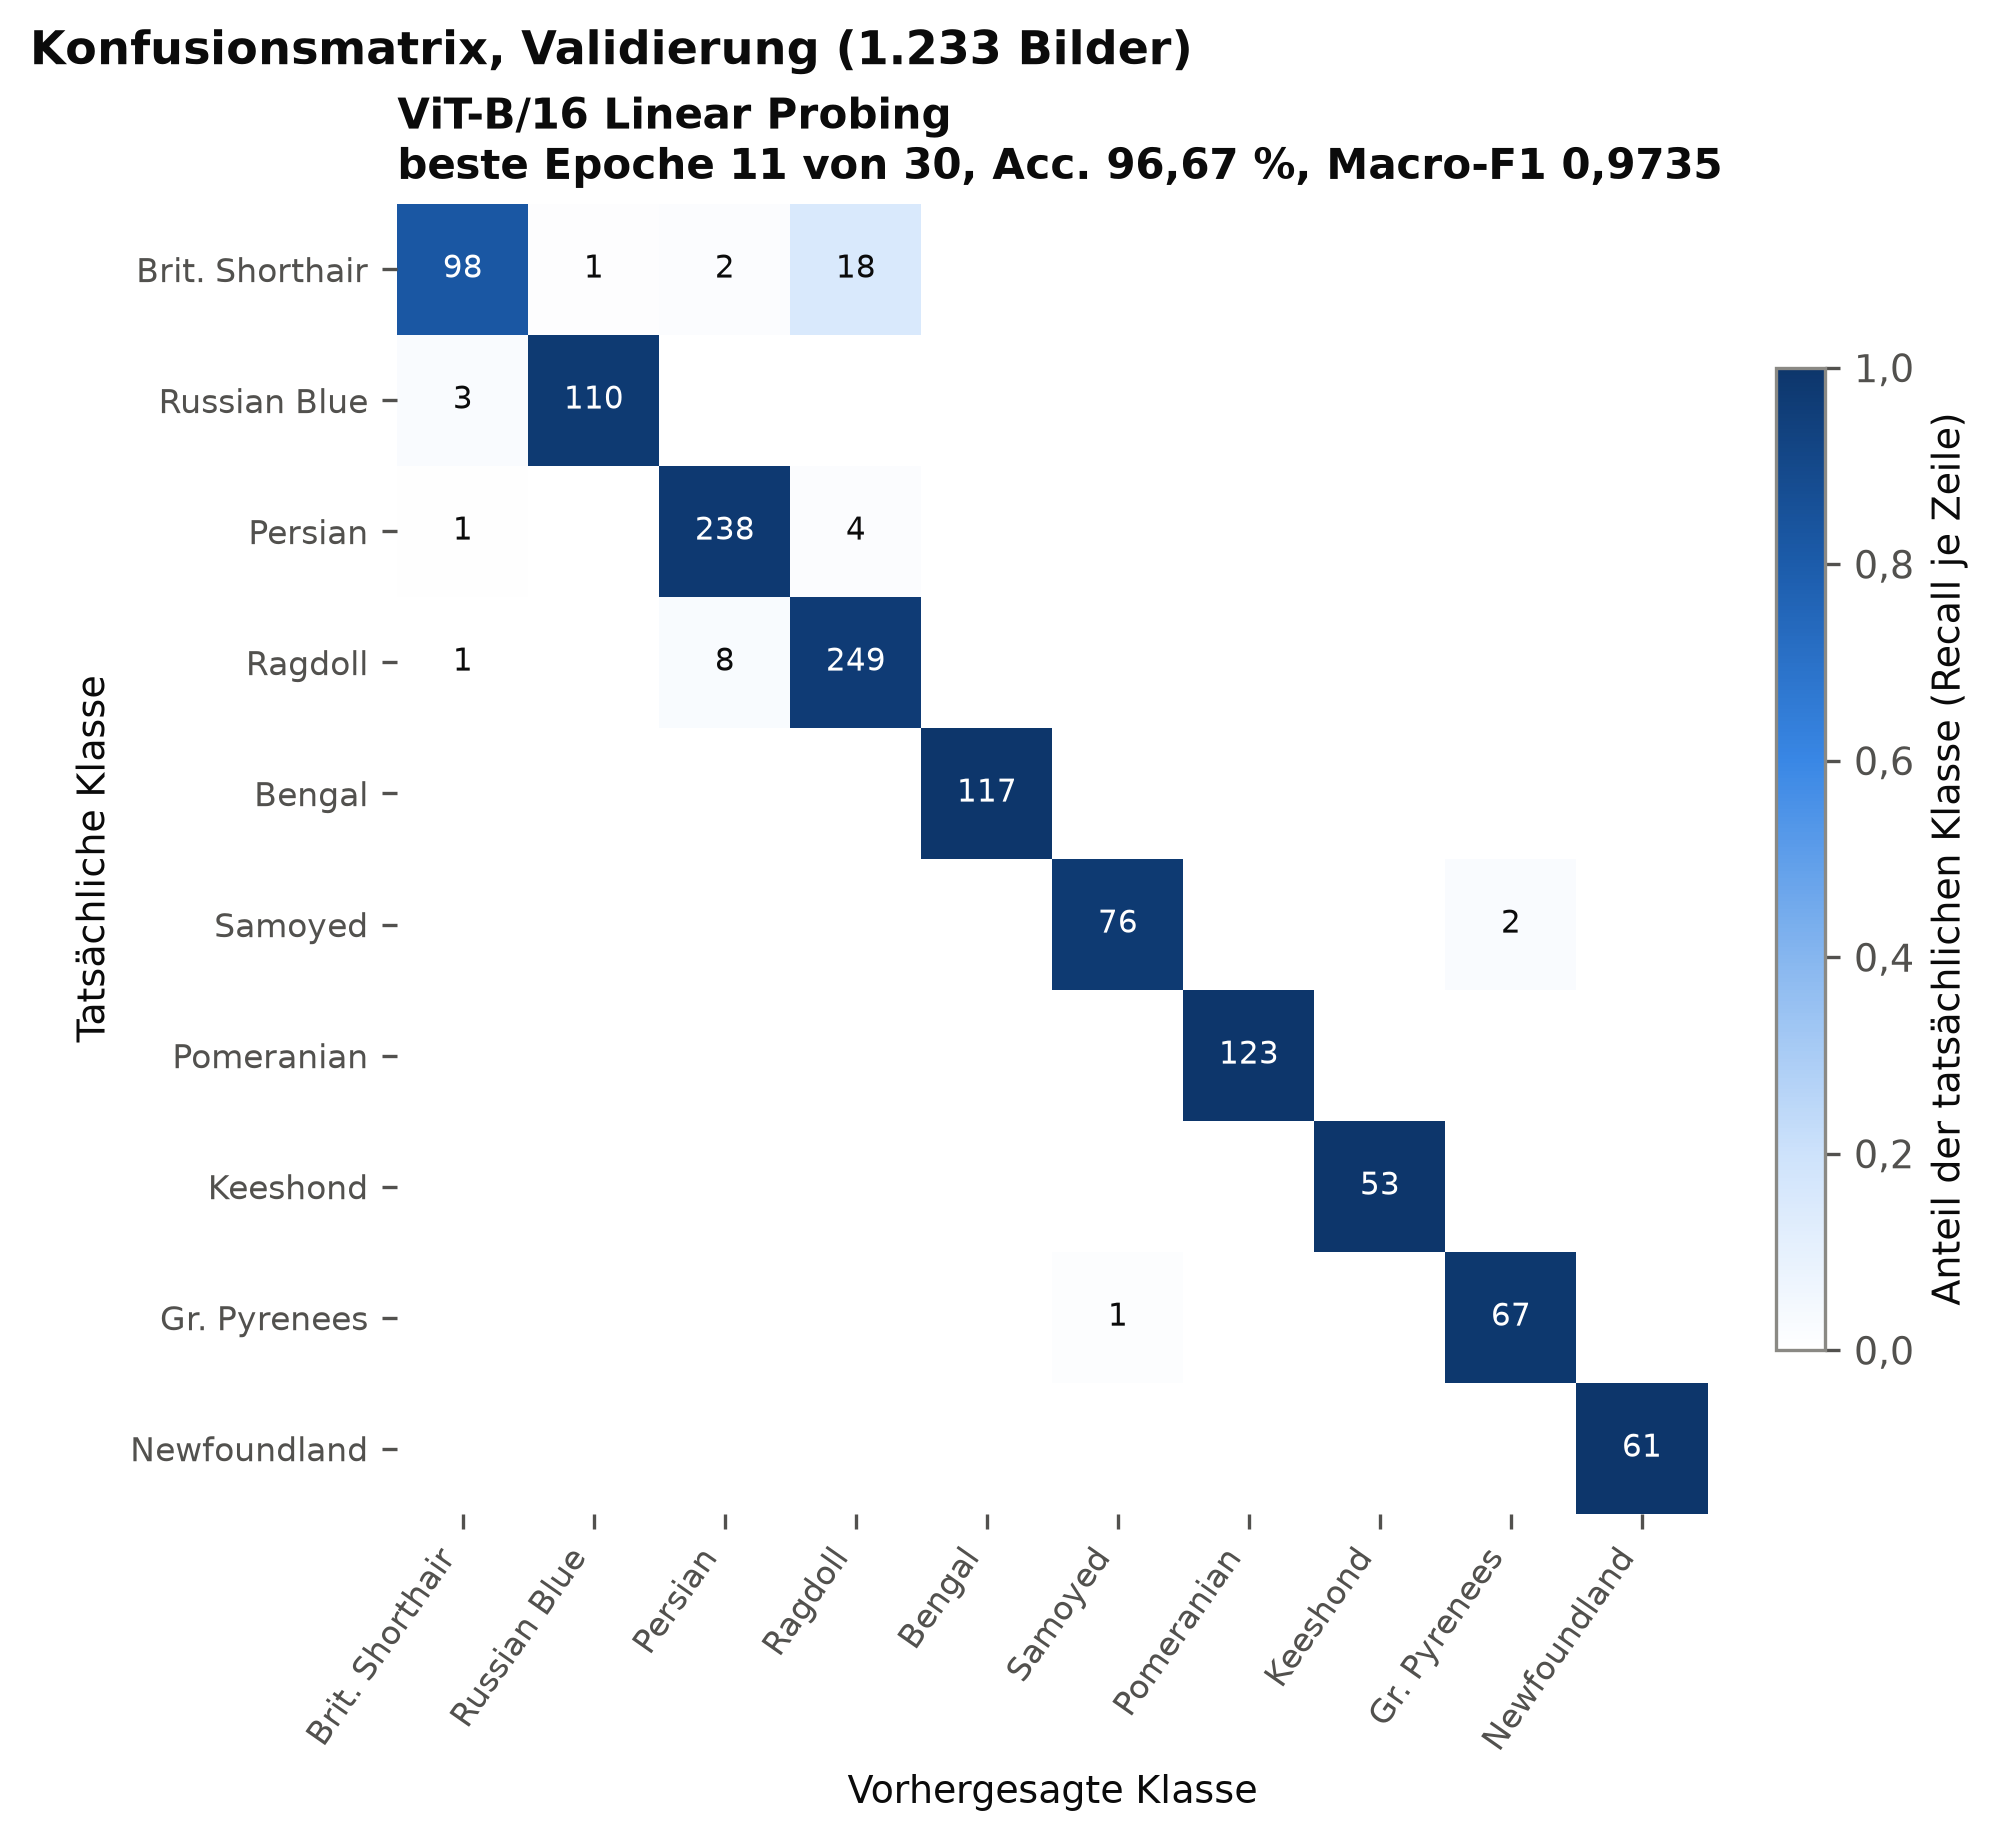 Konfusionsmatrix, Validierung (1.233 Bilder)
ViT-B/16 Linear Probing
beste Epoche 11 von 30, Acc. 96,67 %, Macro-F1 0,9735
Tatsächliche Klasse
Brit. Shorthair 98 1 2 18
Russian Blue 3 110
Persian 1 238 4
Ragdoll 1 8 249
Bengal 117
Samoyed 76 2
Pomeranian 123
Keeshond 53
Gr. Pyrenees 1 67
Newfoundland 61
Brit. Shorthair
Russian Blue
Persian
Ragdoll
Bengal
Samoyed
Pomeranian
Keeshond
Gr. Pyrenees
Newfoundland
Vorhergesagte Klasse
1,0
0,8
0,6
0,4
0,2
0,0
Anteil der tatsächlichen Klasse (Recall je Zeile)